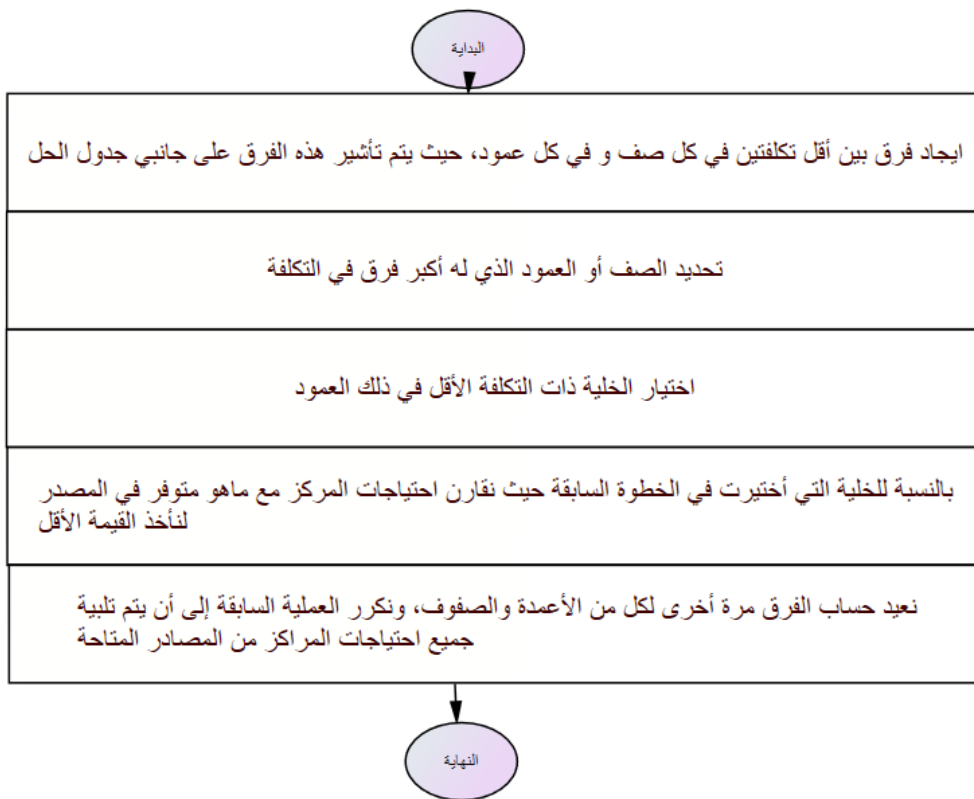 البداية
ايجاد فرق بين أقل تكلفتين في كل صف و في كل عمود، حيث يتم تأشير هذه الفرق على جانبي جدول الحل
تحديد الصف أو العمود الذي له أكبر فرق في التكلفة
اختيار الخلية ذات التكلفة الأقل في ذلك العمود
بالنسبة للخلية التي أختيرت في الخطوة السابقة حيث نقارن احتياجات المركز مع ماهو متوفر في المصدر
لنأخذ القيمة الأقل
نعيد حساب الفرق مرة أخرى لكل من الأعمدة والصفوف، ونكرر العملية السابقة إلى أن يتم تلبية
جميع احتياجات المراكز من المصادر المتاحة
النهاية